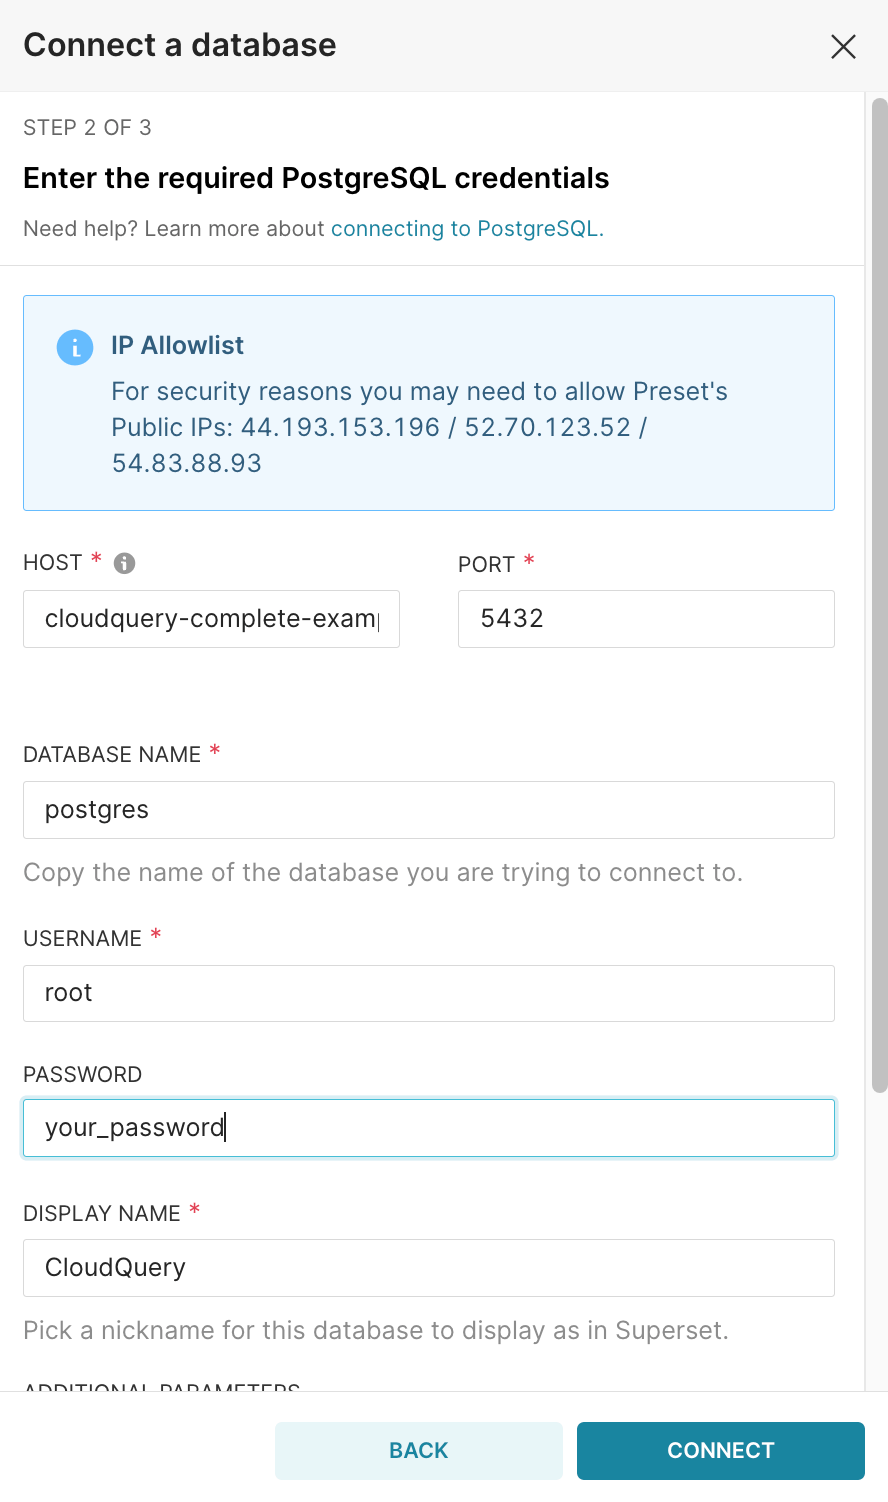 Connect a database
STEP 2 OF 3
Enter the required PostgreSQL credentials
Need help? Learn more about connecting to PostgreSQL.
IP Allowlist
For security reasons you may need to allow Preset's
Public IPs: 44.193.153.196 / 52.70.123.52 /
54.83.88.93
HOST *
PORT *
cloudquery-complete-exam
5432
DATABASE NAME *
postgres
Copy the name of the database you are trying to connect to.
USERNAME *
root
PASSWORD
your_password
DISPLAY NAME *
CloudQuery
Pick a nickname for this database to display as in Superset.
ADDITIONAL PARAMETERS
BACK
CONNECT